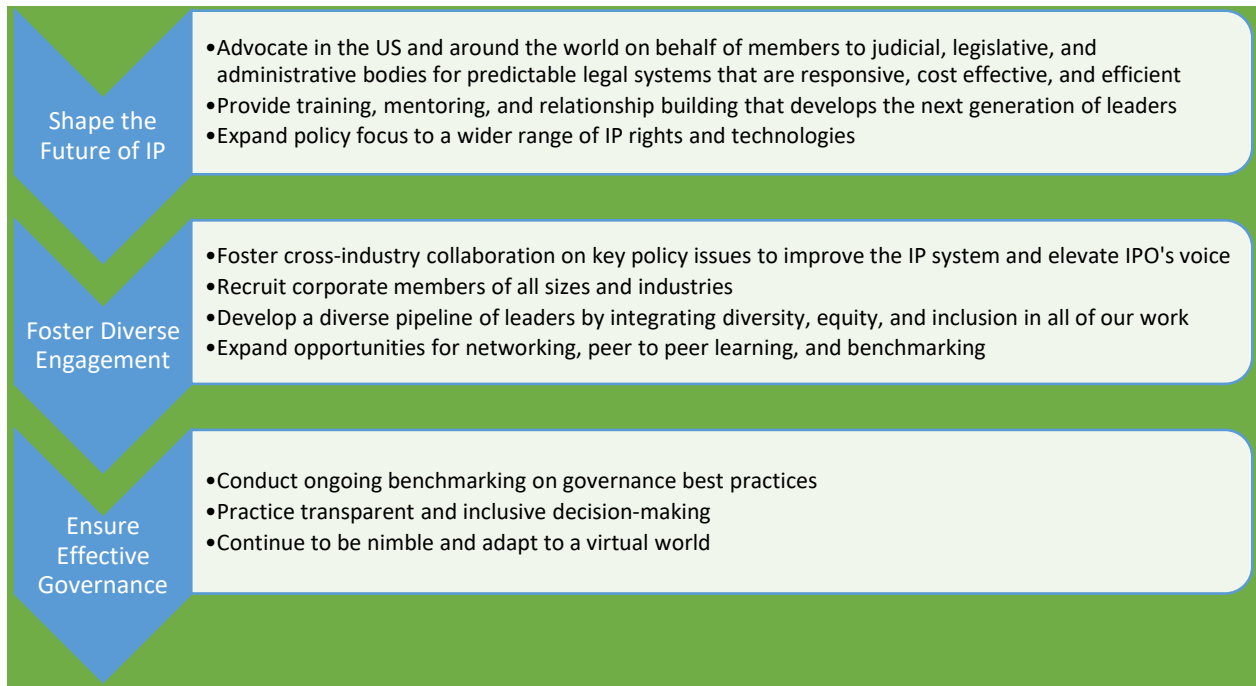 Shape the
Future of IP
•Advocate in the US and around the world on behalf of members to judicial, legislative, and
administrative bodies for predictable legal systems that are responsive, cost effective, and efficient
•Provide training, mentoring, and relationship building that develops the next generation of leaders
•Expand policy focus to a wider range of IP rights and technologies
Foster Diverse
Engagement
•Foster cross-industry collaboration on key policy issues to improve the IP system and elevate IPO's voice
•Recruit corporate members of all sizes and industries
•Develop a diverse pipeline of leaders by integrating diversity, equity, and inclusion in all of our work
•Expand opportunities for networking, peer to peer learning, and benchmarking
Ensure
Effective
Governance
•Conduct ongoing benchmarking on governance best practices
•Practice transparent and inclusive decision-making
•Continue to be nimble and adapt to a virtual world